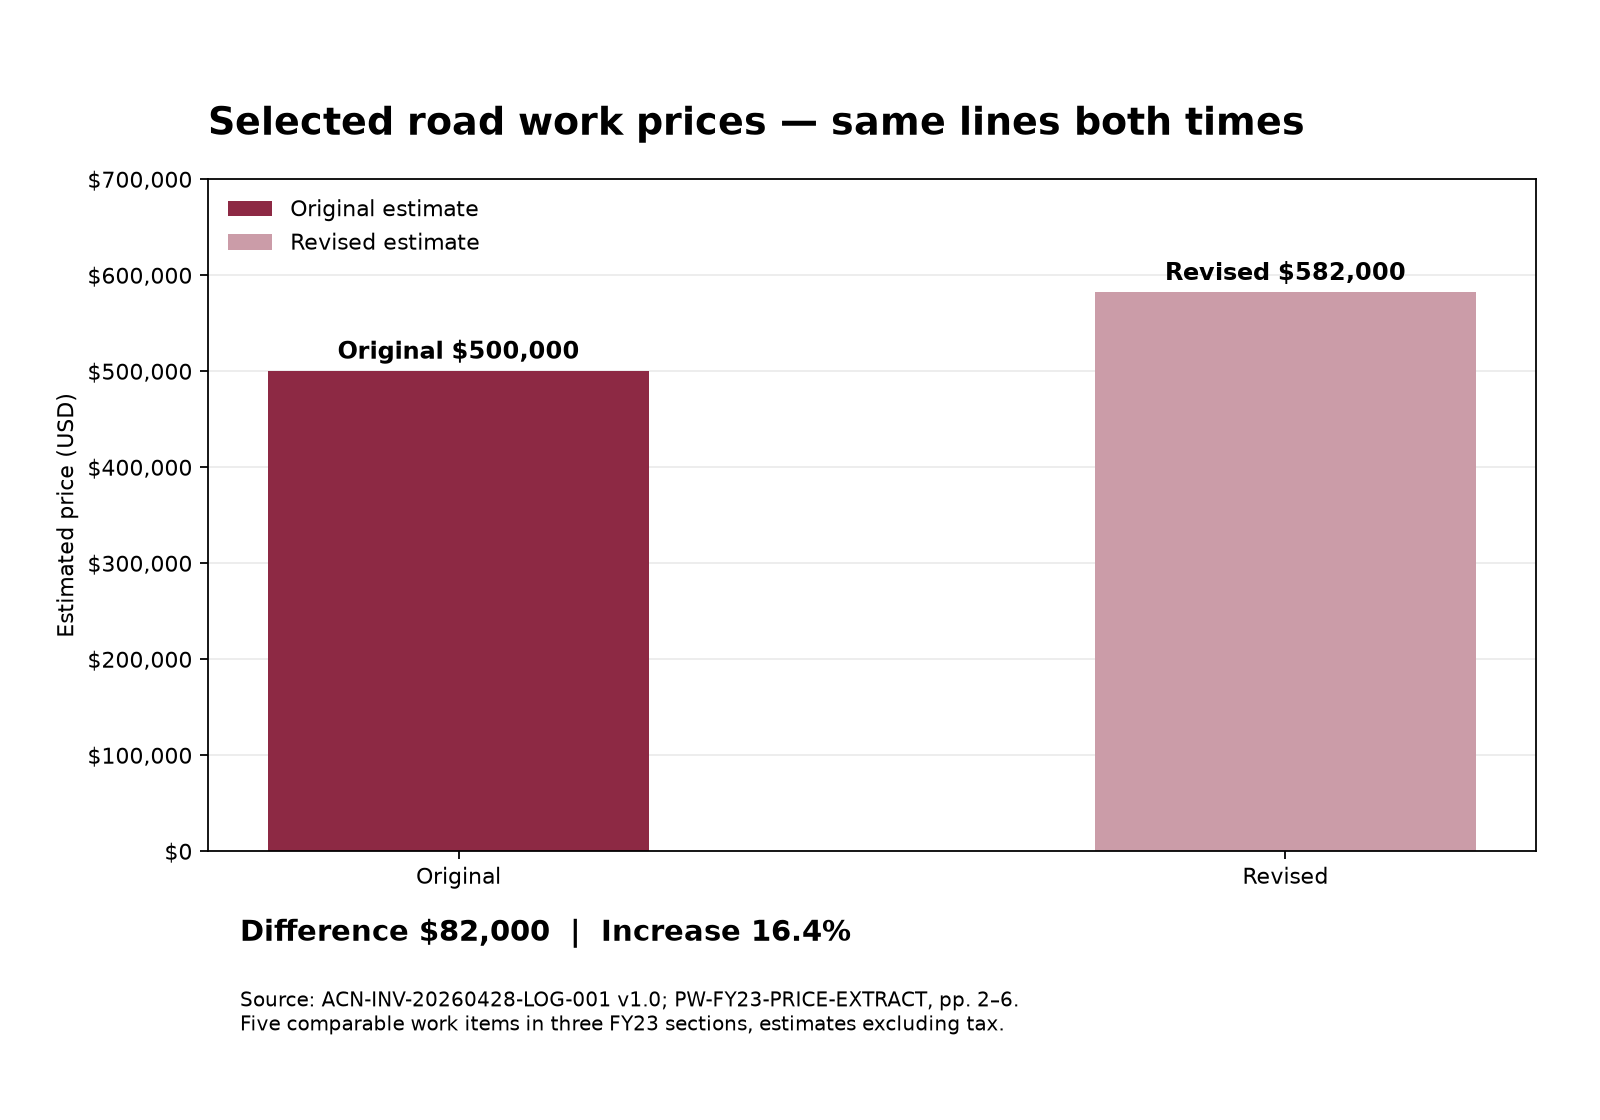 Selected road work prices — same lines both times
$700,000
$600,000
$500,000
$400,000
$300,000
$200,000
$100,000
$0
Estimated price (USD)
Original estimate
Revised estimate
Original $500,000
Revised $582,000
Original
Revised
Difference $82,000 | Increase 16.4%
Source: ACN-INV-20260428-LOG-001 v1.0; PW-FY23-PRICE-EXTRACT, pp. 2–6.
Five comparable work items in three FY23 sections, estimates excluding tax.